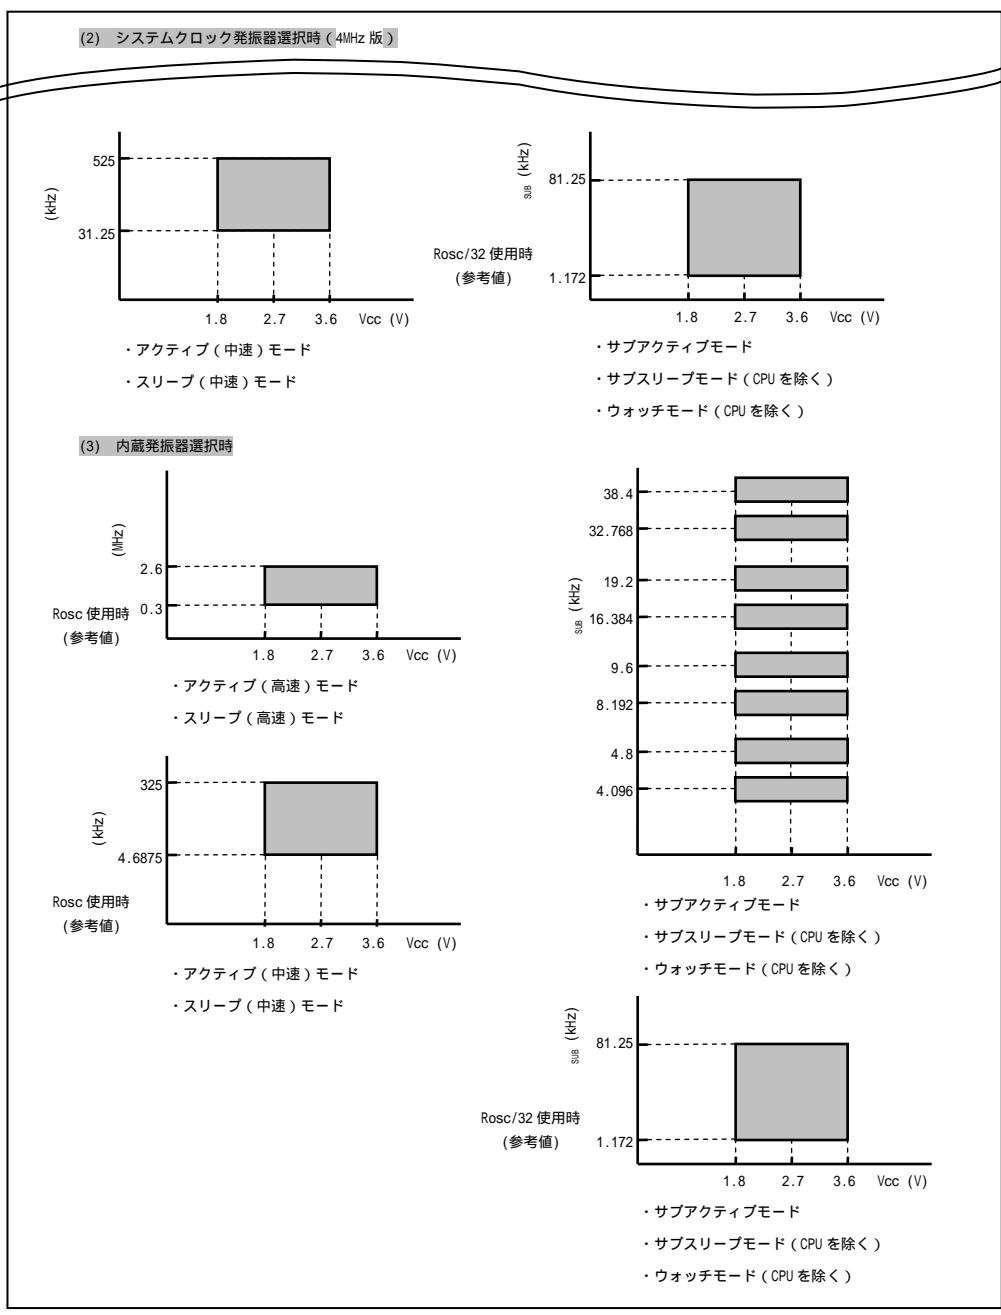 (2) システムクロック発振器選択時(4MHz 版)
(kHz)
525
31.25
1.8 2.7 3.6 Vcc (V)
・アクティブ(中速)モード
・スリープ(中速)モード
SUB (kHz)
81.25
Rosc/32 使用時
(参考値)
1.172
1.8 2.7 3.6 Vcc (V)
・サブアクティブモード
・サブスリープモード(CPU を除く)
・ウォッチモード(CPU を除く)
(3) 内蔵発振器選択時
(MHz)
2.6
0.3
Rosc 使用時
(参考値)
1.8 2.7 3.6 Vcc (V)
・アクティブ(高速)モード
・スリープ(高速)モード
(kHz)
325
4.6875
Rosc 使用時
(参考値)
1.8 2.7 3.6 Vcc (V)
・アクティブ(中速)モード
・スリープ(中速)モード
SUB (kHz)
38.4
32.768
19.2
16.384
9.6
8.192
4.8
4.096
1.8 2.7 3.6 Vcc (V)
・サブアクティブモード
・サブスリープモード(CPU を除く)
・ウォッチモード(CPU を除く)
SUB (kHz)
81.25
Rosc/32 使用時
(参考値)
1.172
1.8 2.7 3.6 Vcc (V)
・サブアクティブモード
・サブスリープモード(CPU を除く)
・ウォッチモード(CPU を除く)